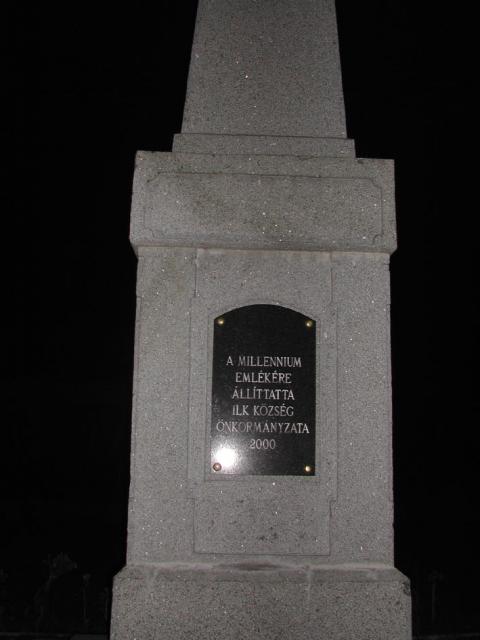 A MILLENNIUM
EMLÉKÉRE
ÁLLÍTTATTA
ILK KÖZSÉG
ÖNKORMÁNYZATA
2000